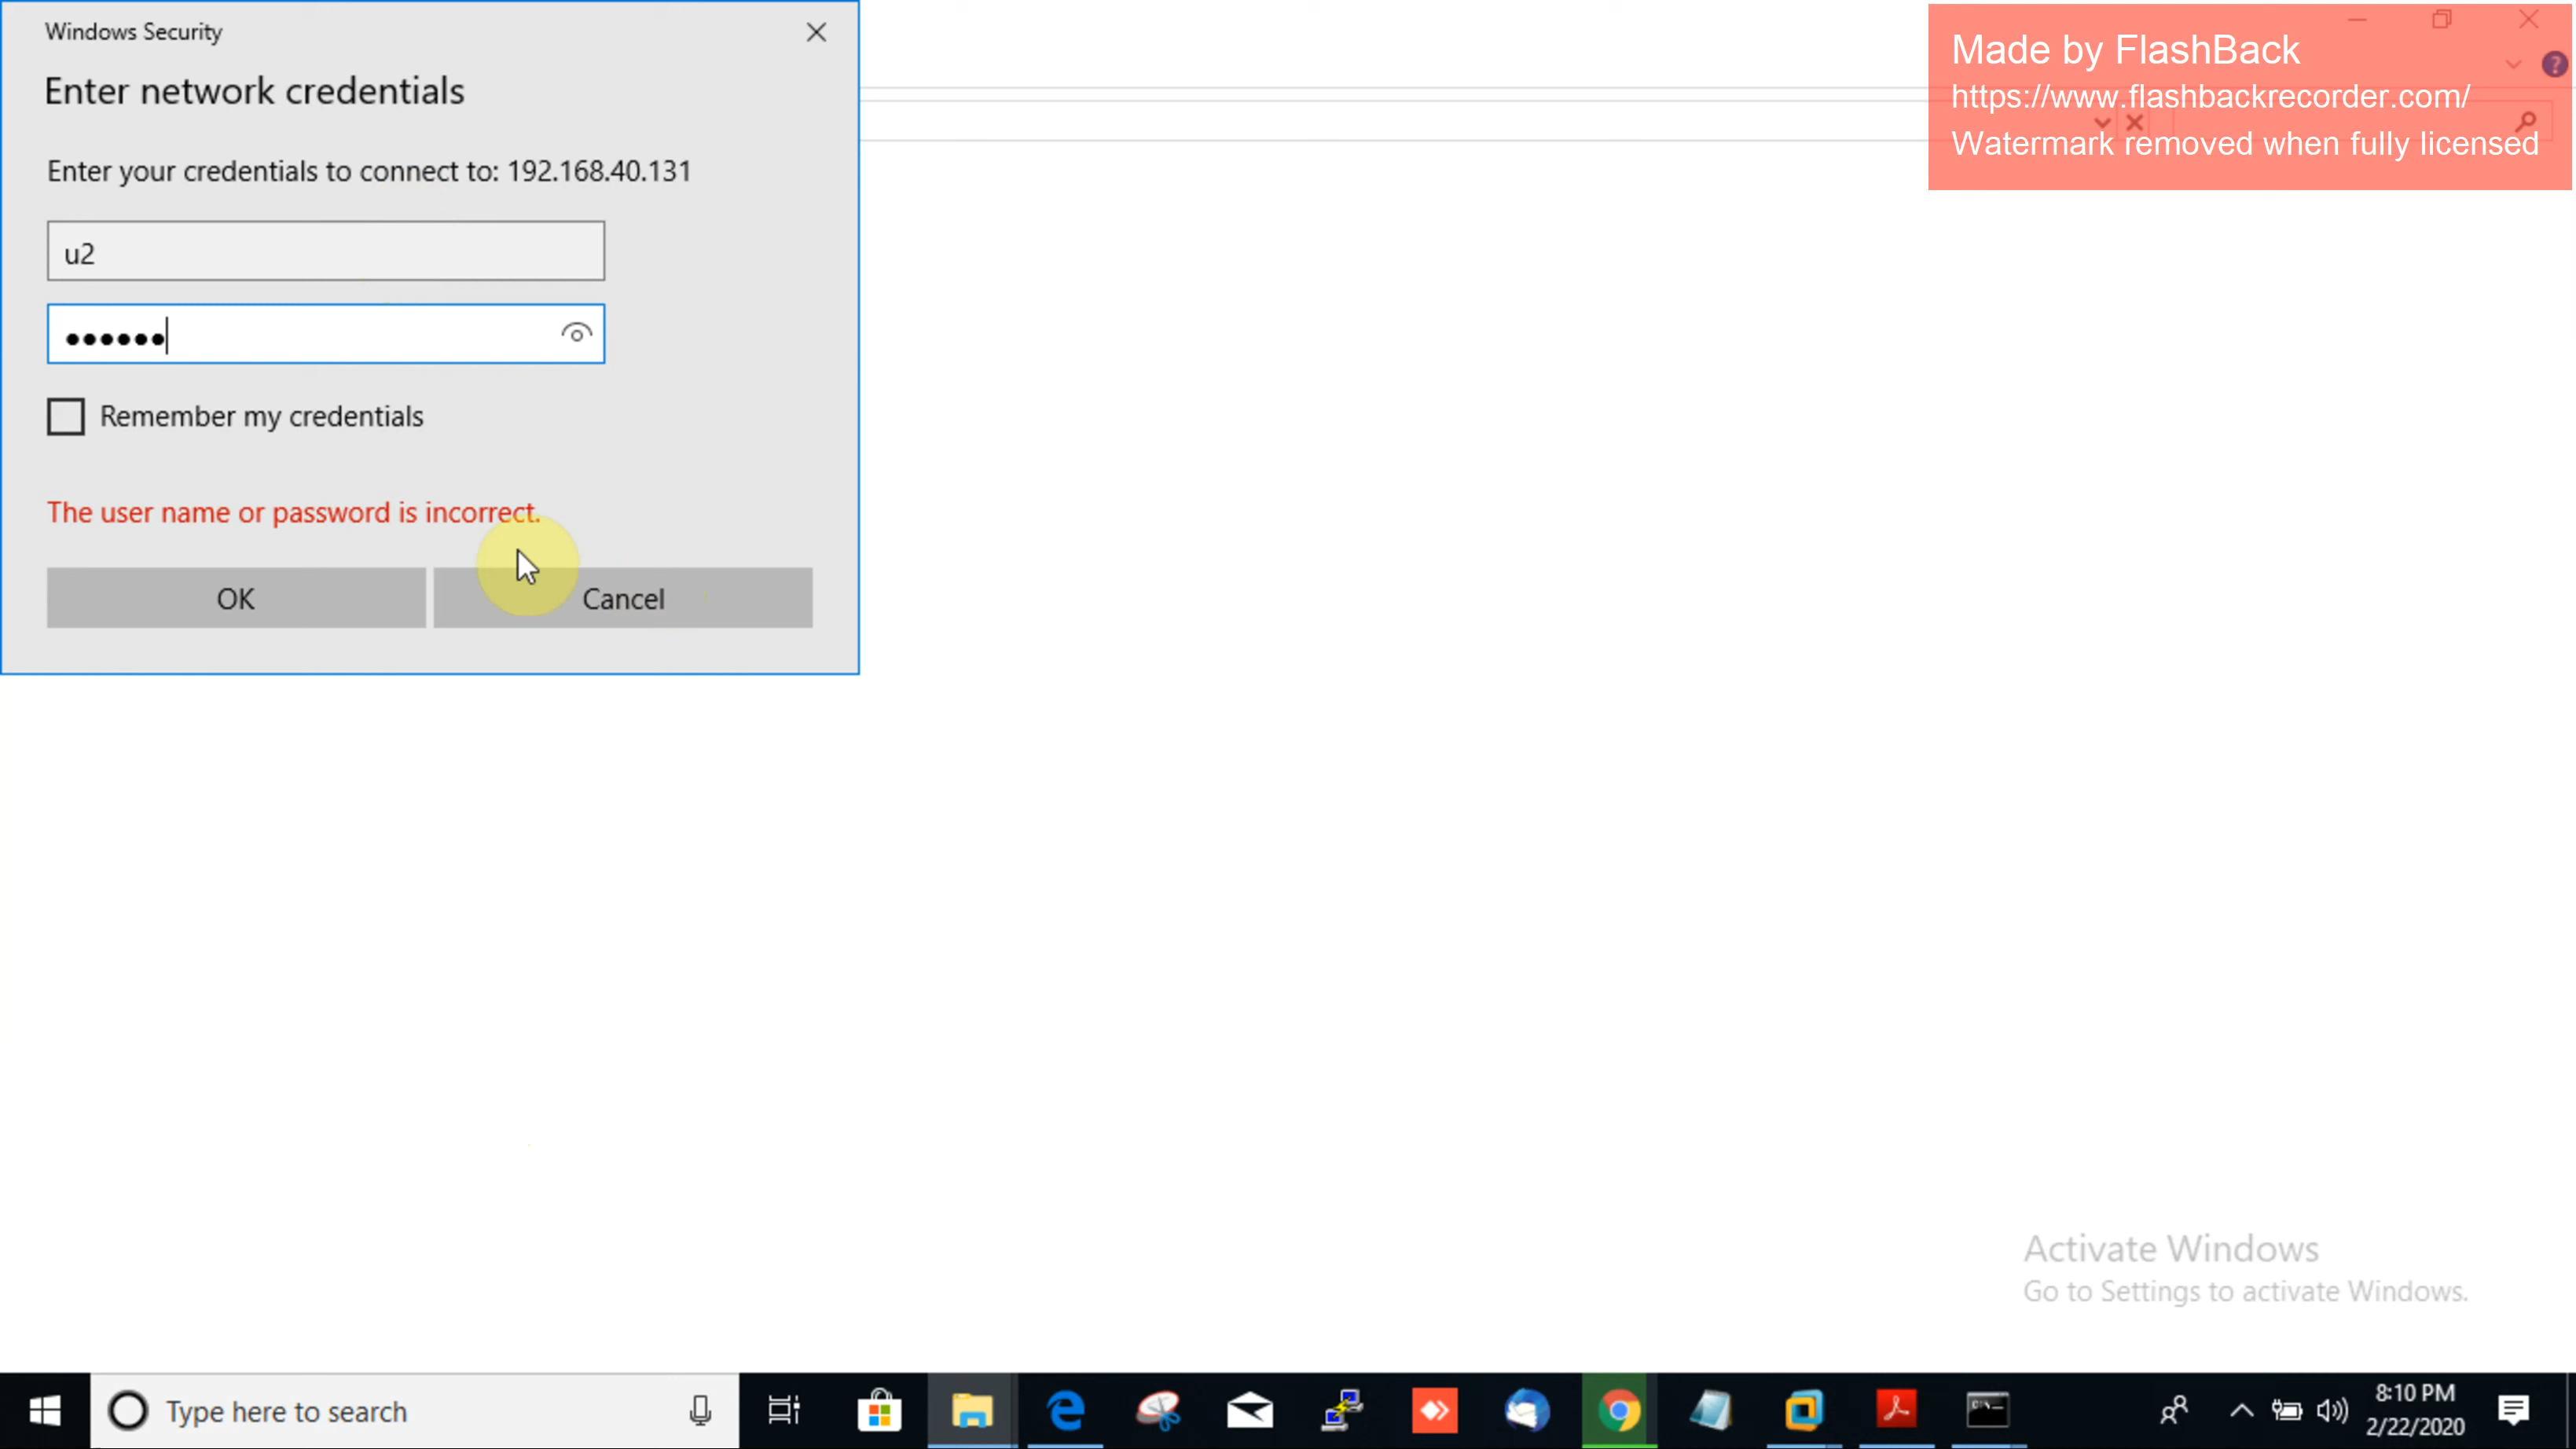 Windows Security
Enter network credentials
Enter your credentials to connect to: 192.168.40.131
u2
••••••
Remember my credentials
The user name or password is incorrect.
OK
Cancel
Made by FlashBack
https://www.flashbackrecorder.com/
Watermark removed when fully licensed
Activate Windows
Go to Settings to activate Windows.
Type here to search
8:10 PM
2/22/2020